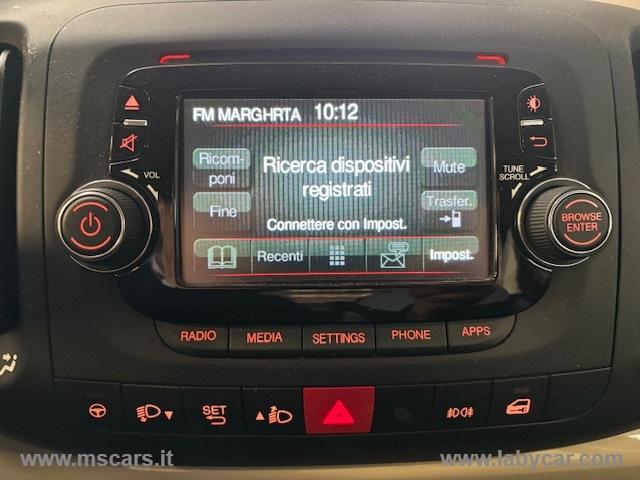 FM MARGHRTA 10:12
Ricom-
poni
Ricerca dispositivi
registrati
Mute
Fine
Trasfer.
Connettere con Impost.
Recenti
Impost.
VOL
TUNE
SCROLL
BROWSE
ENTER
RADIO MEDIA SETTINGS PHONE APPS
SET
www.mscars.it
www.labycar.com